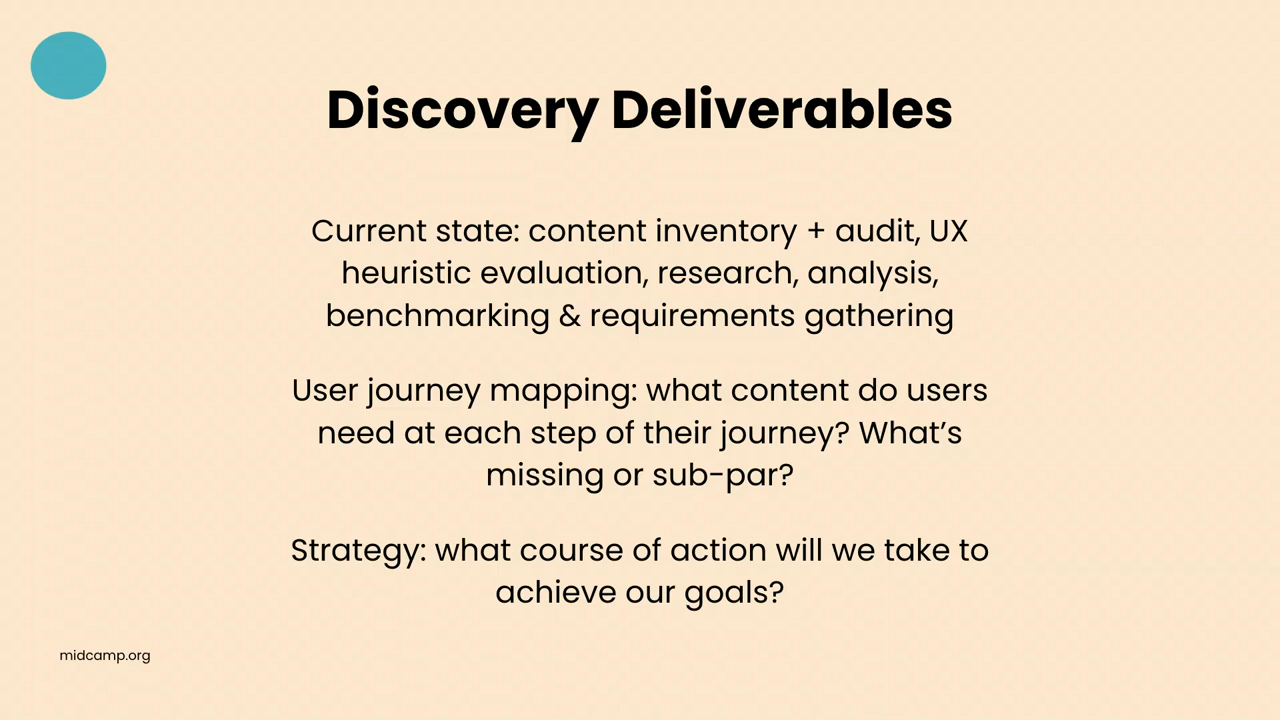 Discovery Deliverables
Current state: content inventory + audit, UX
heuristic evaluation, research, analysis,
benchmarking & requirements gathering
User journey mapping: what content do users
need at each step of their journey? What’s
missing or sub-par?
Strategy: what course of action will we take to
achieve our goals?
midcamp.org